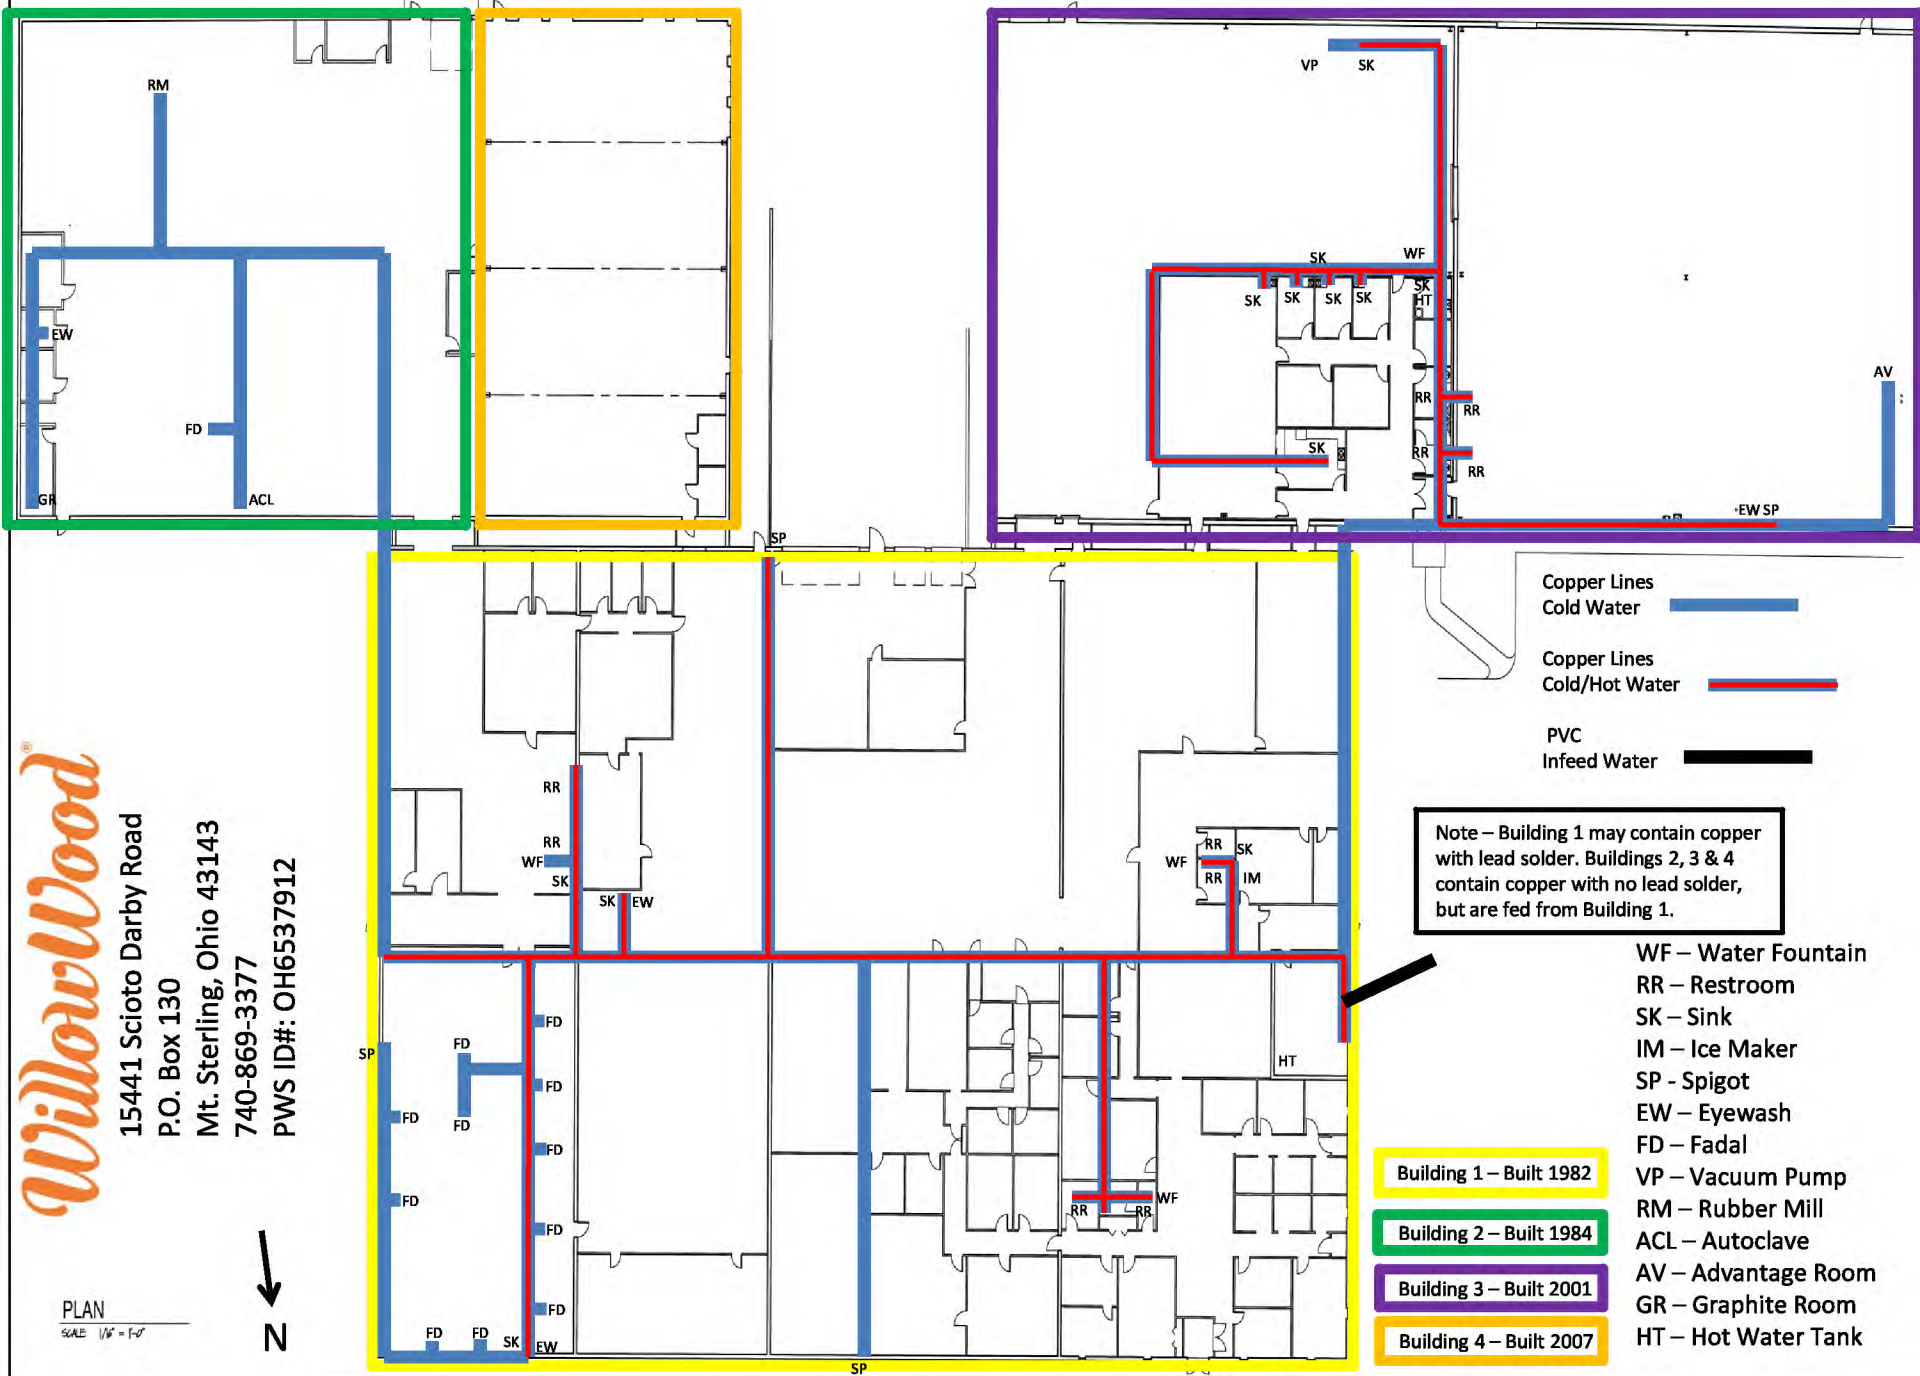 RM
EW
FD
GR
ACL
VP
SK
SK
WF
SK
SK
SK
SK
SK
HT
RR
RR
RR
RR
SK
AV
EW SP
SP
RR
RR
WF
SK
SK
EW
RR
SK
WF
RR
IM
SP
FD
FD
FD
FD
FD
FD
FD
FD
FD
FD
FD
SK
EW
HT
WF
RR
RR
SP
WillowWood®
15441 Scioto Darby Road
P.O. Box 130
Mt. Sterling, Ohio 43143
740-869-3377
PWS ID#: OH6537912
N
PLAN
SCALE 1/16" = 1'-0"
Copper Lines
Cold Water
Copper Lines
Cold/Hot Water
PVC
Infeed Water
Note – Building 1 may contain copper
with lead solder. Buildings 2, 3 & 4
contain copper with no lead solder,
but are fed from Building 1.
WF – Water Fountain
RR – Restroom
SK – Sink
IM – Ice Maker
SP - Spigot
EW – Eyewash
FD – Fadal
VP – Vacuum Pump
RM – Rubber Mill
ACL – Autoclave
AV – Advantage Room
GR – Graphite Room
HT – Hot Water Tank
Building 1 – Built 1982
Building 2 – Built 1984
Building 3 – Built 2001
Building 4 – Built 2007